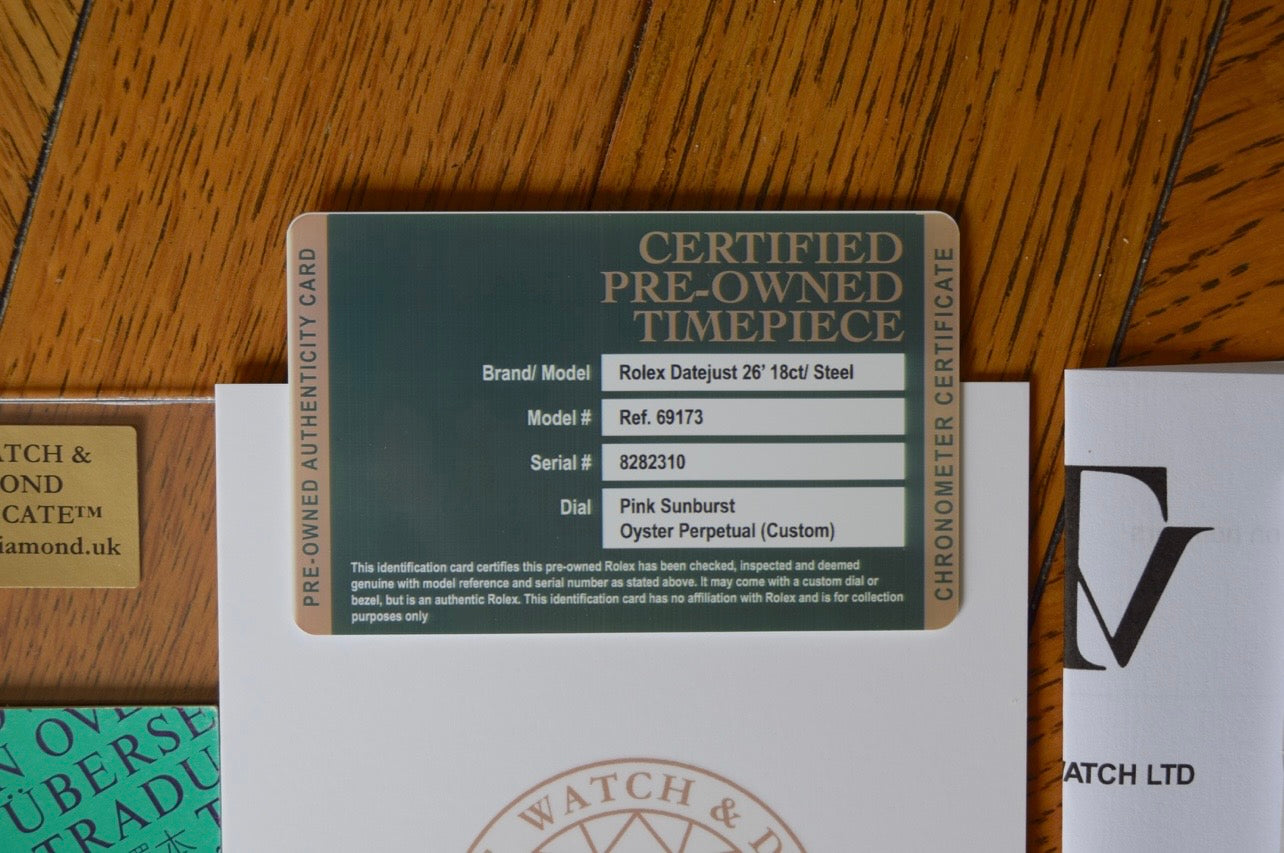 CERTIFIED
PRE-OWNED
TIMEPIECE
PRE-OWNED AUTHENTICITY CARD
CHRONOMETER CERTIFICATE
Brand/ Model Rolex Datejust 26’ 18ct/ Steel
Model # Ref. 69173
Serial # 8282310
Dial Pink Sunburst
Oyster Perpetual (Custom)
This identification card certifies this pre-owned Rolex has been checked, inspected and deemed
genuine with model reference and serial number as stated above. It may come with a custom dial or
bezel, but is an authentic Rolex. This identification card has no affiliation with Rolex and is for collection
purposes only
ATCH &
OND
CATE™
iamond.uk
N OVE
ÜBERSE
TRADU
WATCH & D
ATCH LTD